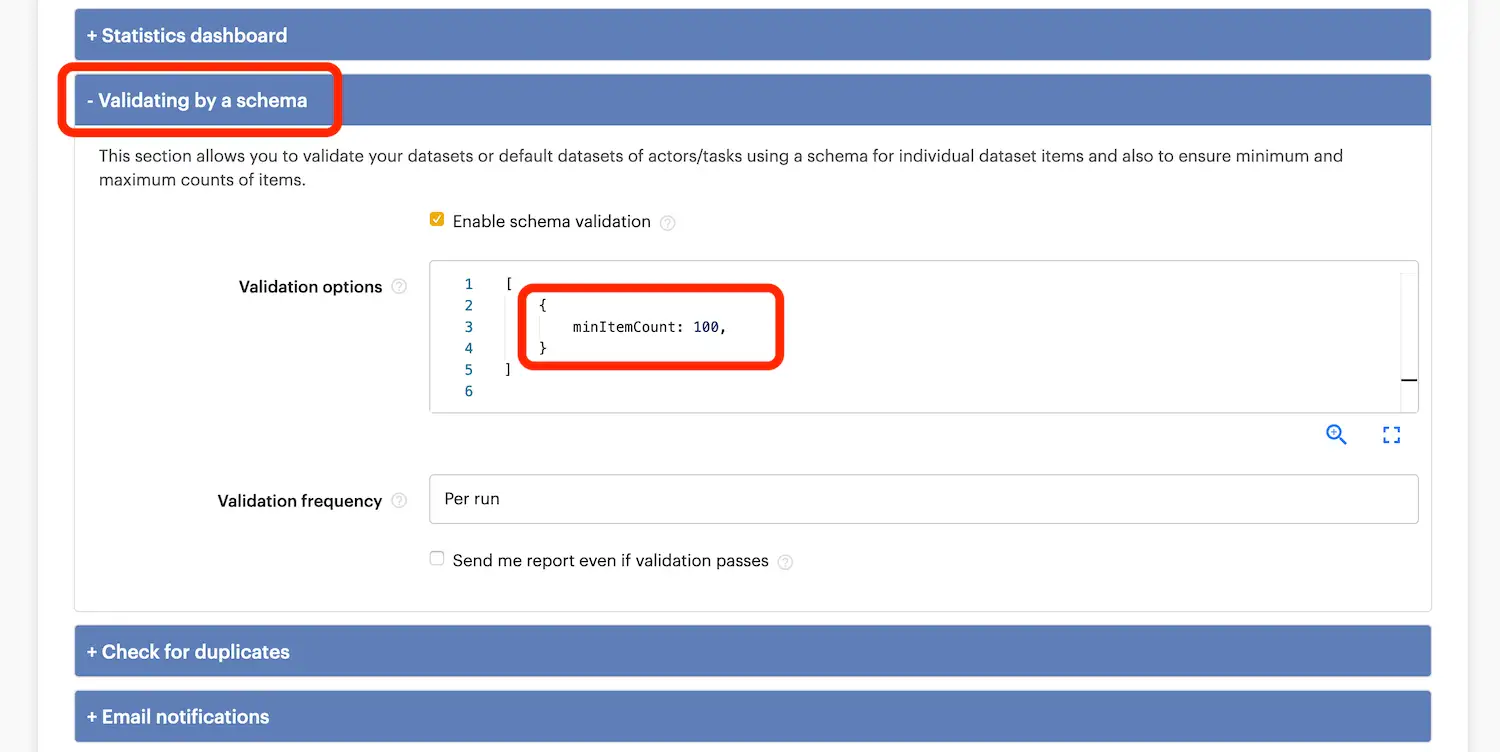 + Statistics dashboard
- Validating by a schema
This section allows you to validate your datasets or default datasets of actors/tasks using a schema for individual dataset items and also to ensure minimum and
maximum counts of items.
Enable schema validation ?
Validation options ?
1 [
2 {
3 minItemCount: 100,
4 }
5 ]
6
Validation frequency ? Per run
Send me report even if validation passes ?
+ Check for duplicates
+ Email notifications